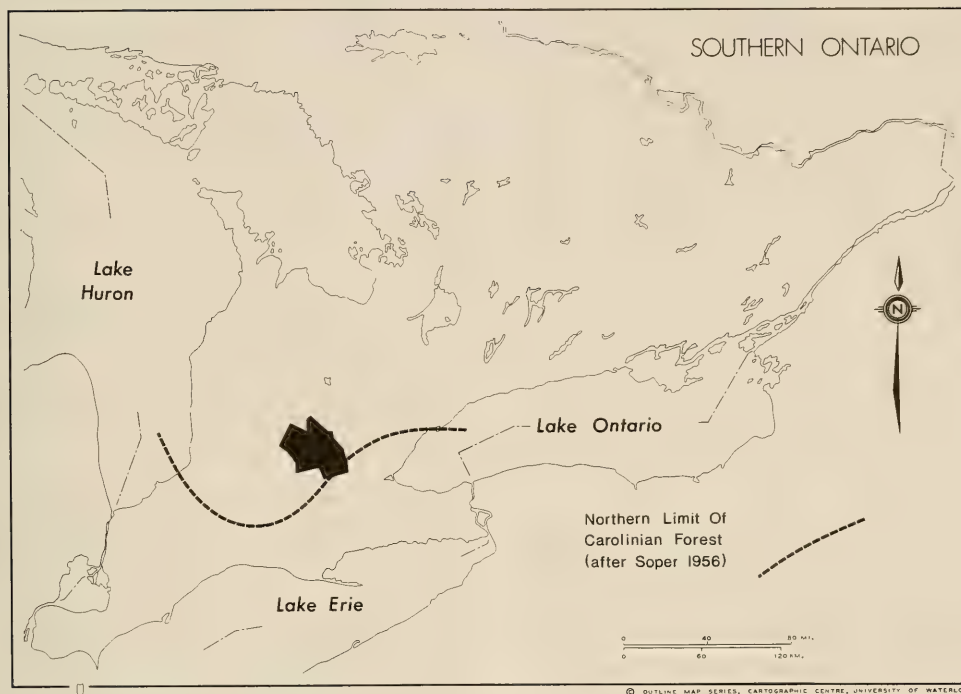 SOUTHERN ONTARIO
Lake
Huron
N
Lake Ontario
Northern Limit Of
Carolinian Forest
(after Soper 1956)
Lake Erie
0 40 80 MI.
0 60 120 KM.
© OUTLINE MAP SERIES, CARTOGRAPHIC CENTRE, UNIVERSITY OF WATERLO